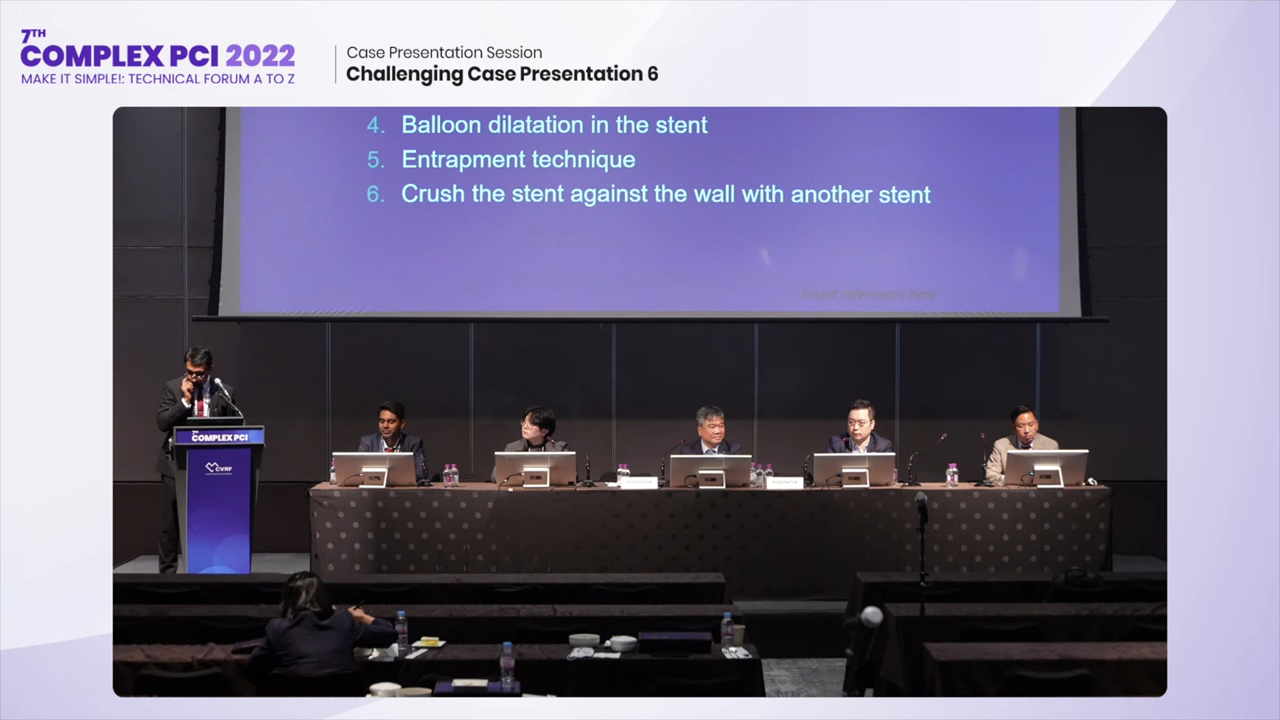 7TH
COMPLEX PCI 2022
MAKE IT SIMPLE!: TECHNICAL FORUM A TO Z
Case Presentation Session
Challenging Case Presentation 6
4. Balloon dilatation in the stent
5. Entrapment technique
6. Crush the stent against the wall with another stent
Insert references here
7TH
COMPLEX PCI
CVRF